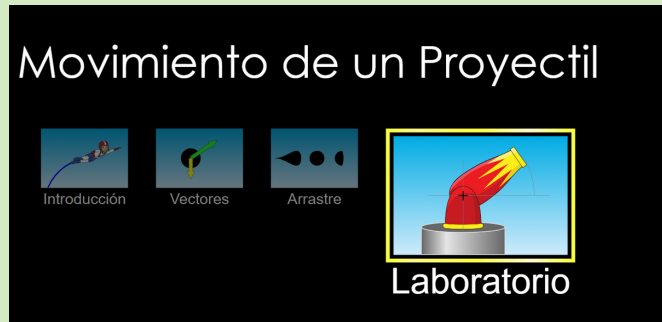 Movimiento de un Proyectil
Introducción
Vectores
Arrastre
Laboratorio